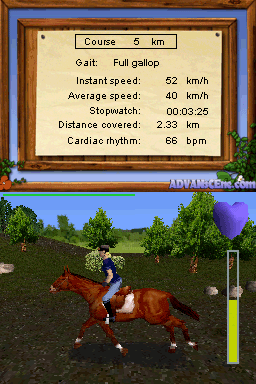 Course 5 km
Gait: Full gallop
Instant speed: 52 km/h
Average speed: 40 km/h
Stopwatch: 00:03:25
Distance covered: 2.33 km
Cardiac rhythm: 66 bpm
ADVANsCEne.com